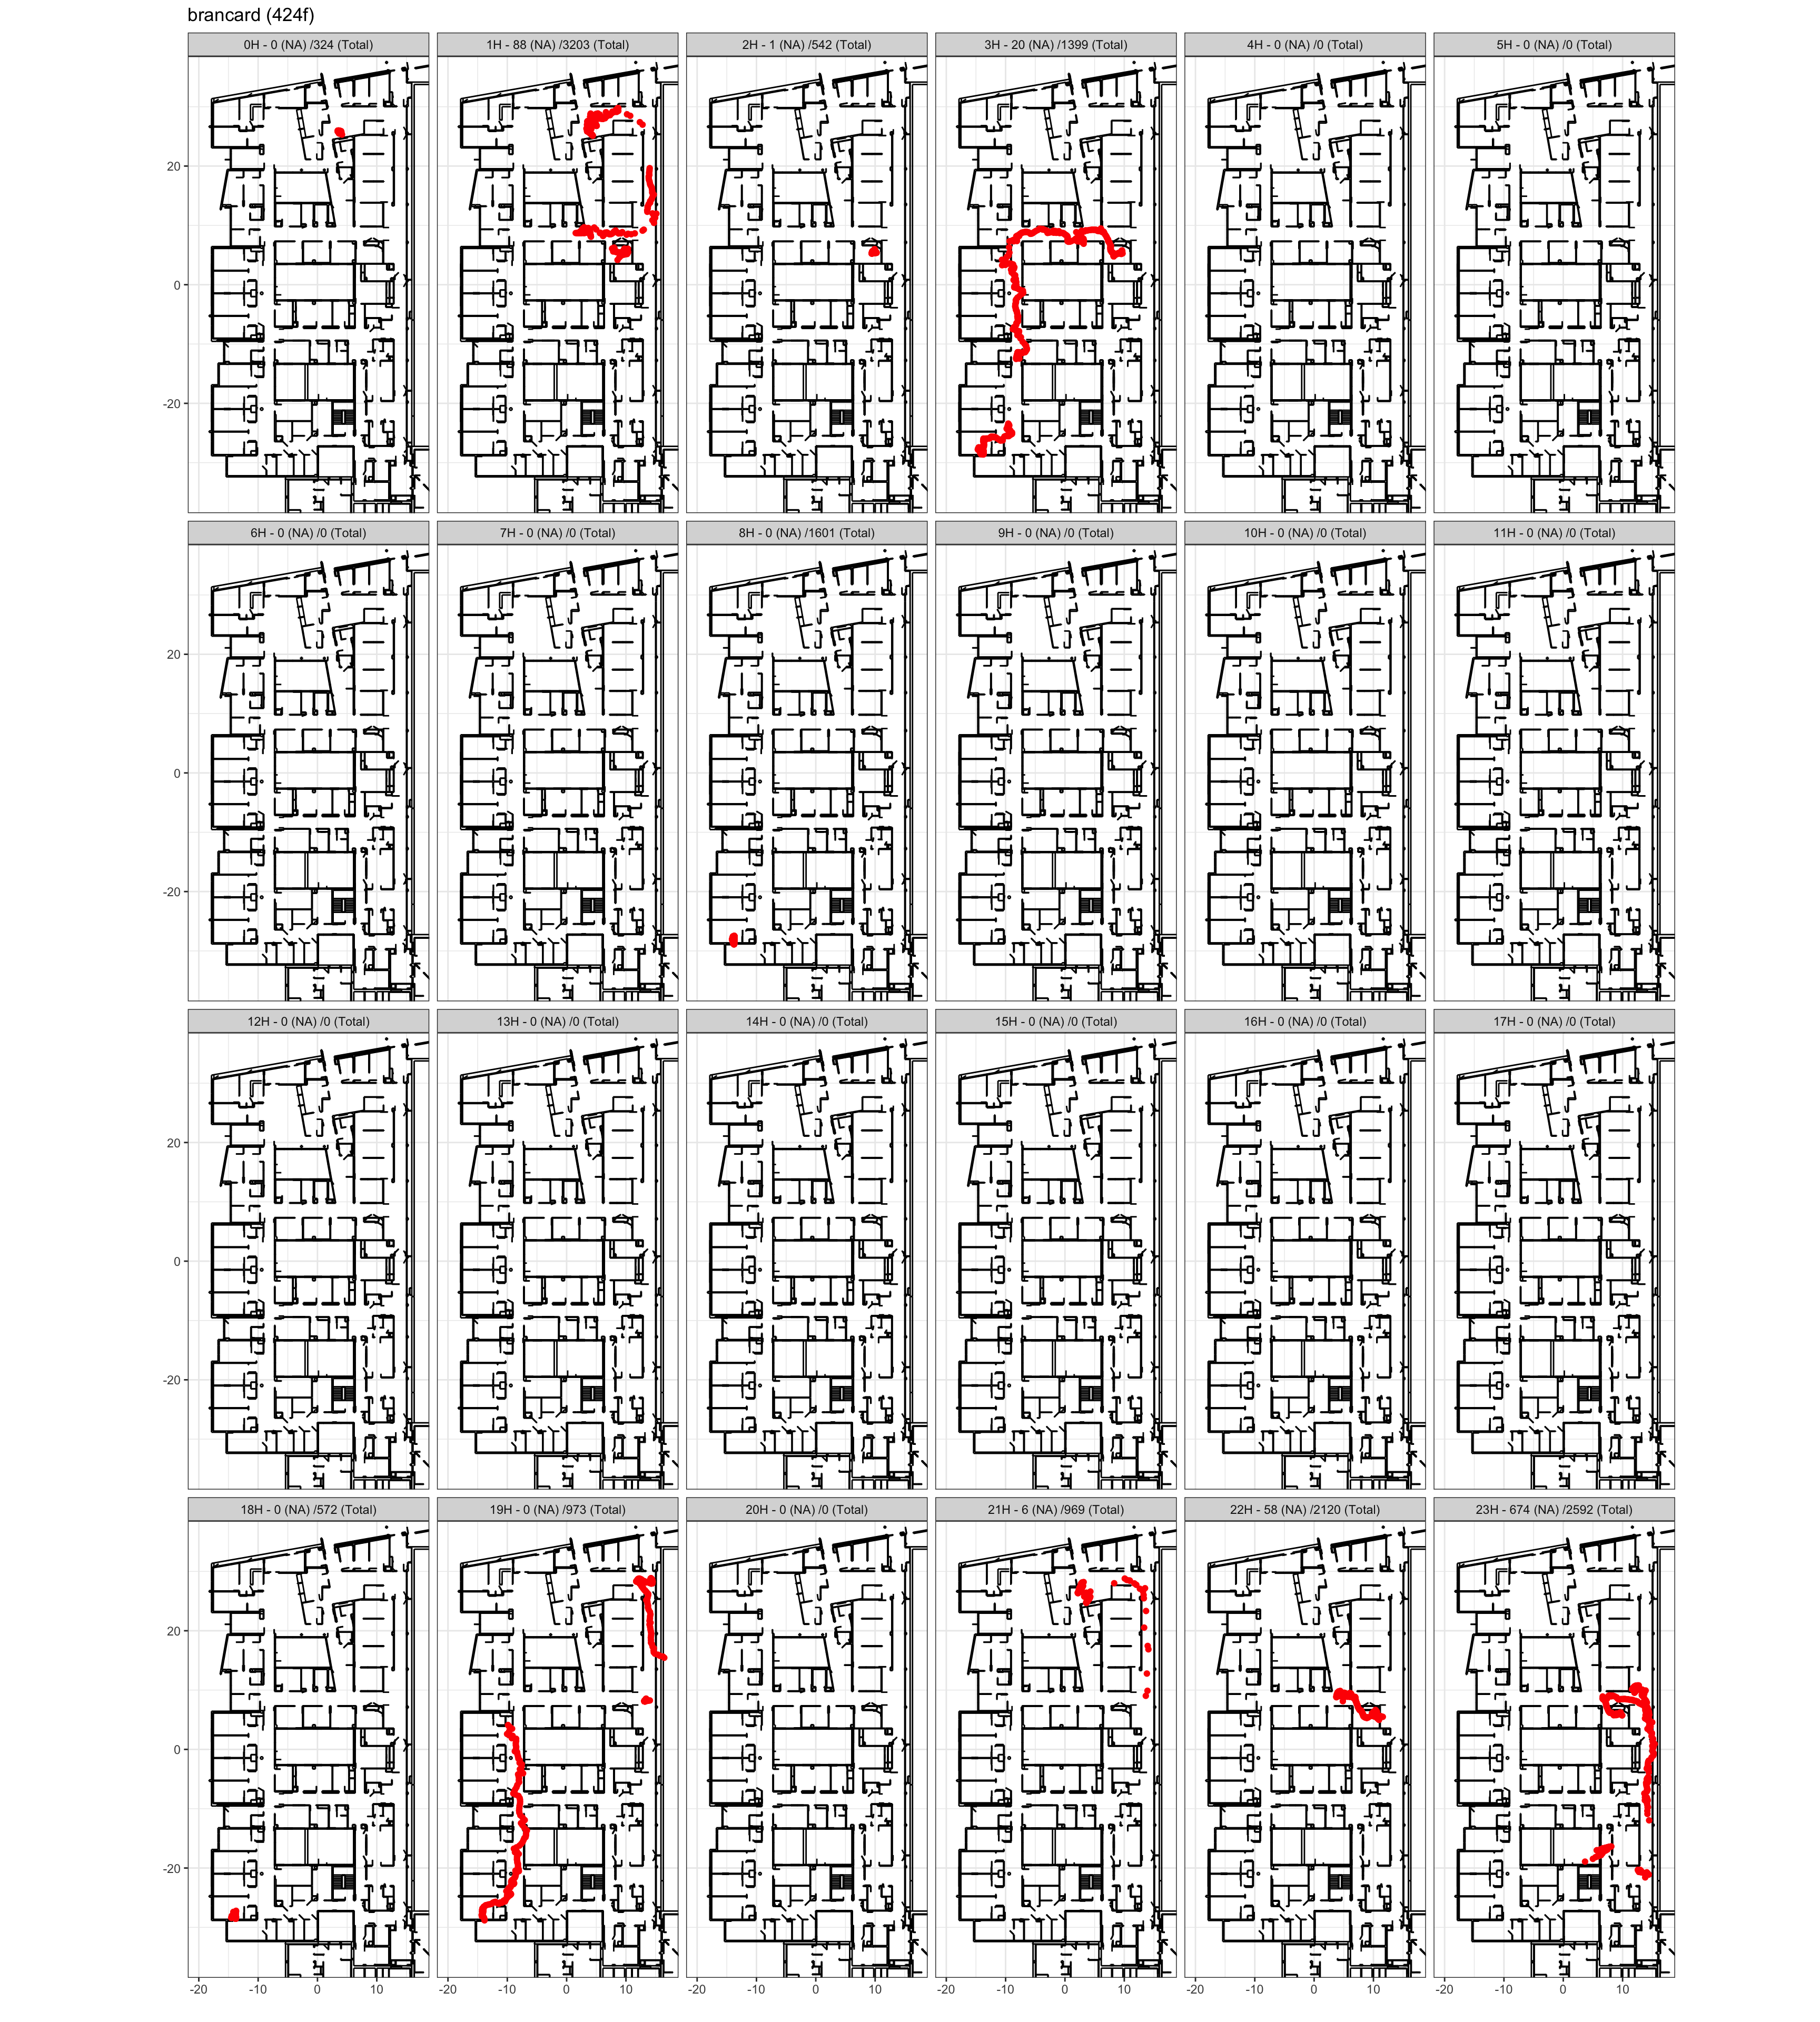 brancard (424f)
0H - 0 (NA) /324 (Total) 1H - 88 (NA) /3203 (Total) 2H - 1 (NA) /542 (Total) 3H - 20 (NA) /1399 (Total) 4H - 0 (NA) /0 (Total) 5H - 0 (NA) /0 (Total)
20
0
-20
6H - 0 (NA) /0 (Total) 7H - 0 (NA) /0 (Total) 8H - 0 (NA) /1601 (Total) 9H - 0 (NA) /0 (Total) 10H - 0 (NA) /0 (Total) 11H - 0 (NA) /0 (Total)
20
0
-20
12H - 0 (NA) /0 (Total) 13H - 0 (NA) /0 (Total) 14H - 0 (NA) /0 (Total) 15H - 0 (NA) /0 (Total) 16H - 0 (NA) /0 (Total) 17H - 0 (NA) /0 (Total)
20
0
-20
18H - 0 (NA) /572 (Total) 19H - 0 (NA) /973 (Total) 20H - 0 (NA) /0 (Total) 21H - 6 (NA) /969 (Total) 22H - 58 (NA) /2120 (Total) 23H - 674 (NA) /2592 (Total)
20
0
-20
-20 -10 0 10 -20 -10 0 10 -20 -10 0 10 -20 -10 0 10 -20 -10 0 10 -20 -10 0 10